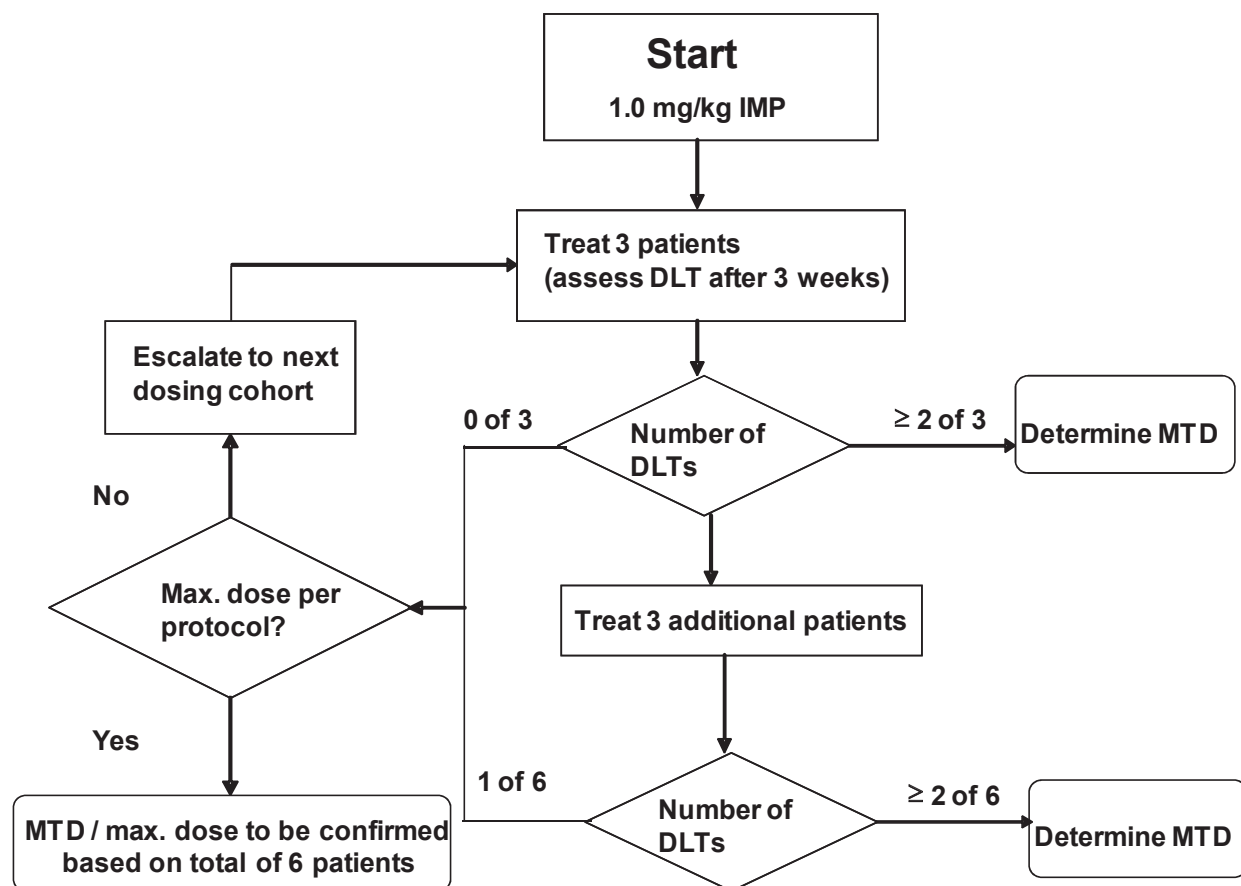 Start
1.0 mg/kg IMP
Treat 3 patients
(assess DLT after 3 weeks)
Escalate to next
dosing cohort
0 of 3
≥ 2 of 3
Number of
DLTs
Determine MTD
No
Max. dose per
protocol?
Treat 3 additional patients
Yes
1 of 6
≥ 2 of 6
Number of
DLTs
Determine MTD
MTD / max. dose to be confirmed
based on total of 6 patients